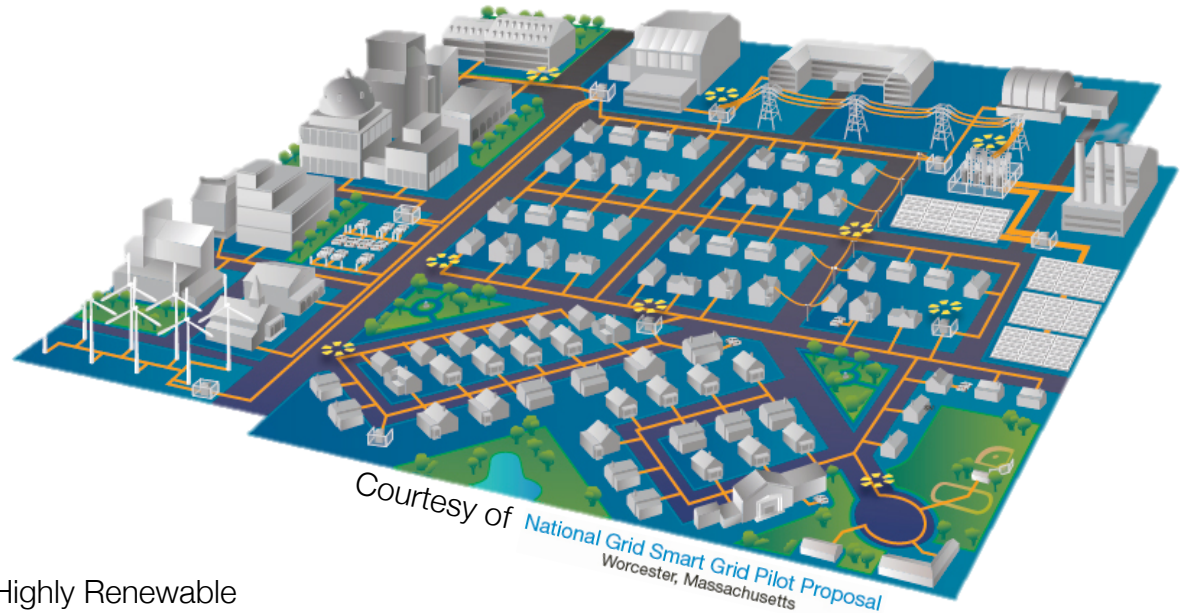 Courtesy of National Grid Smart Grid Pilot Proposal
Worcester, Massachusetts
Highly Renewable